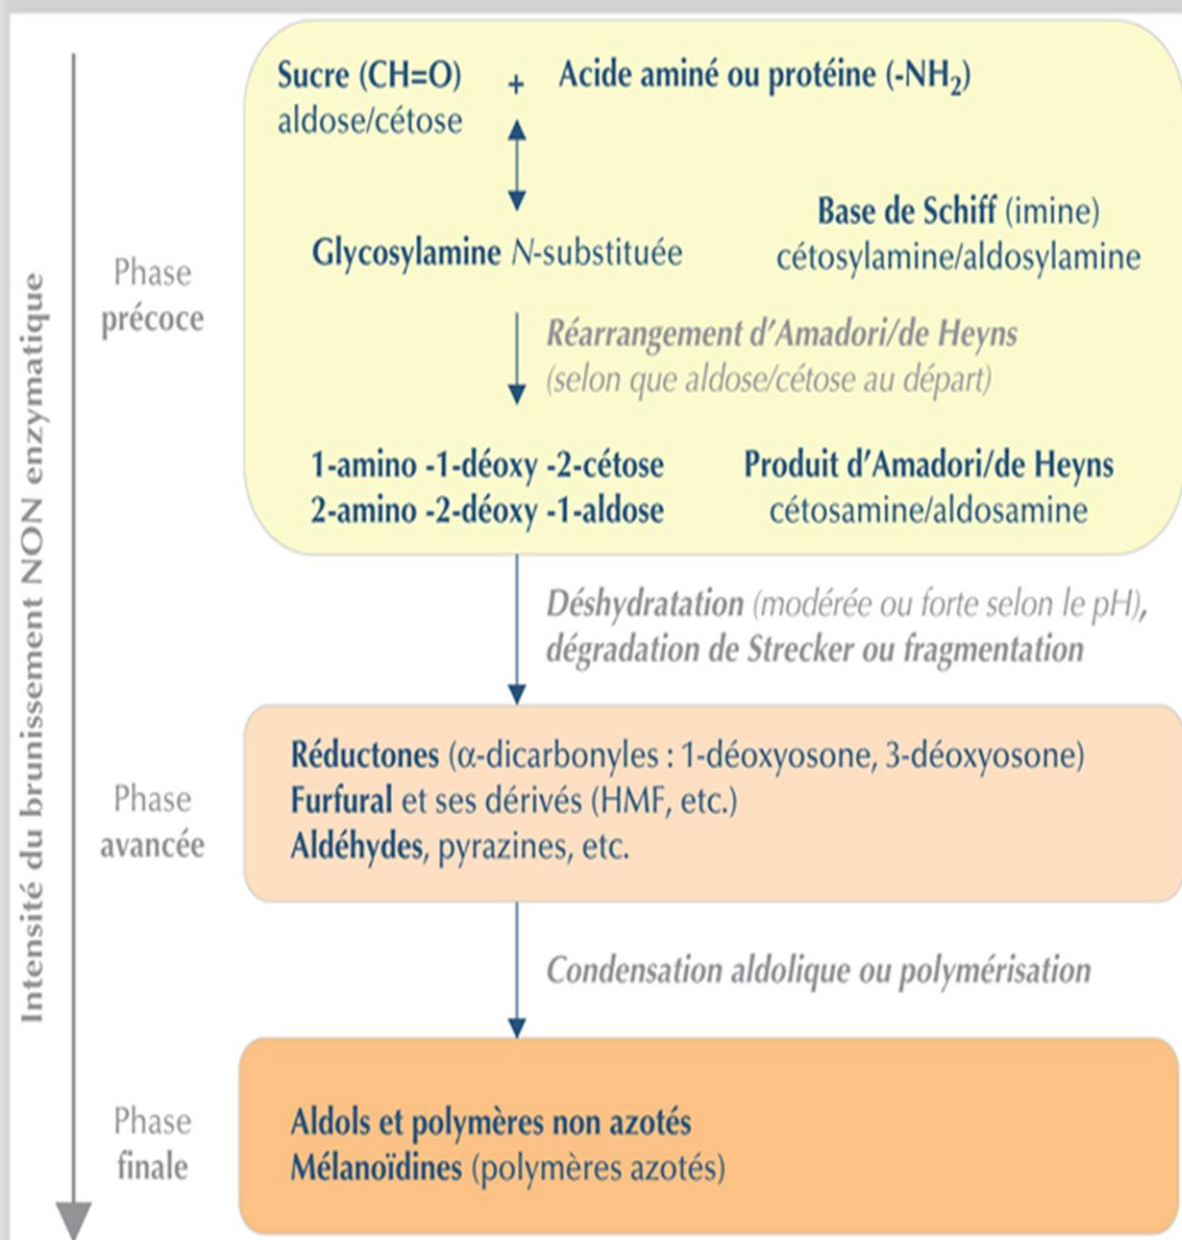 Intensité du brunissement NON enzymatique
Phase
précoce
Sucre (CH=O) + Acide aminé ou protéine (-NH₂)
aldose/cétose
Base de Schiff (imine)
Glycosylamine N-substituée cétosylamine/aldosylamine
Réarrangement d’Amadori/de Heyns
(selon que aldose/cétose au départ)
1-amino -1-déoxy -2-cétose Produit d’Amadori/de Heyns
2-amino -2-déoxy -1-aldose cétosamine/aldosamine
Déshydratation (modérée ou forte selon le pH),
dégradation de Strecker ou fragmentation
Phase
avancée
Réductones (α-dicarbonyles : 1-déoxyosone, 3-déoxyosone)
Furfural et ses dérivés (HMF, etc.)
Aldéhydes, pyrazines, etc.
Condensation aldolique ou polymérisation
Phase
finale
Aldols et polymères non azotés
Mélanoïdines (polymères azotés)